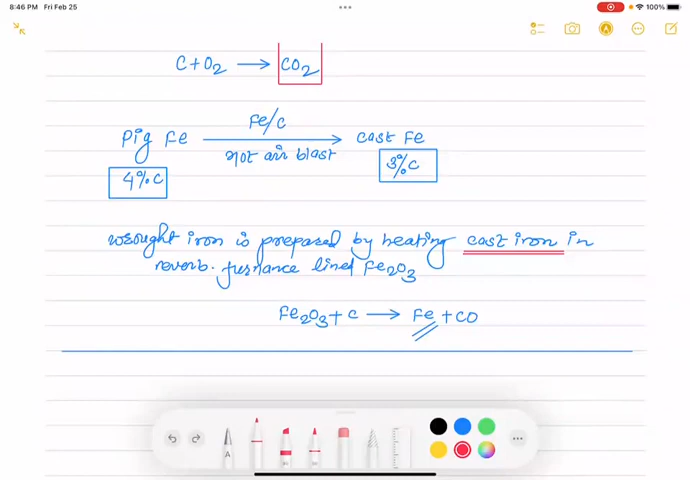 8:46 PM Fri Feb 25
100%
C + O2 → CO2
Fe/C
Pig Fe → cast Fe
hot air blast
4%C
3%C
wrought iron is prepared by heating cast iron in
reverb. furnance lined Fe2O3
Fe2O3 + C → Fe + CO
A